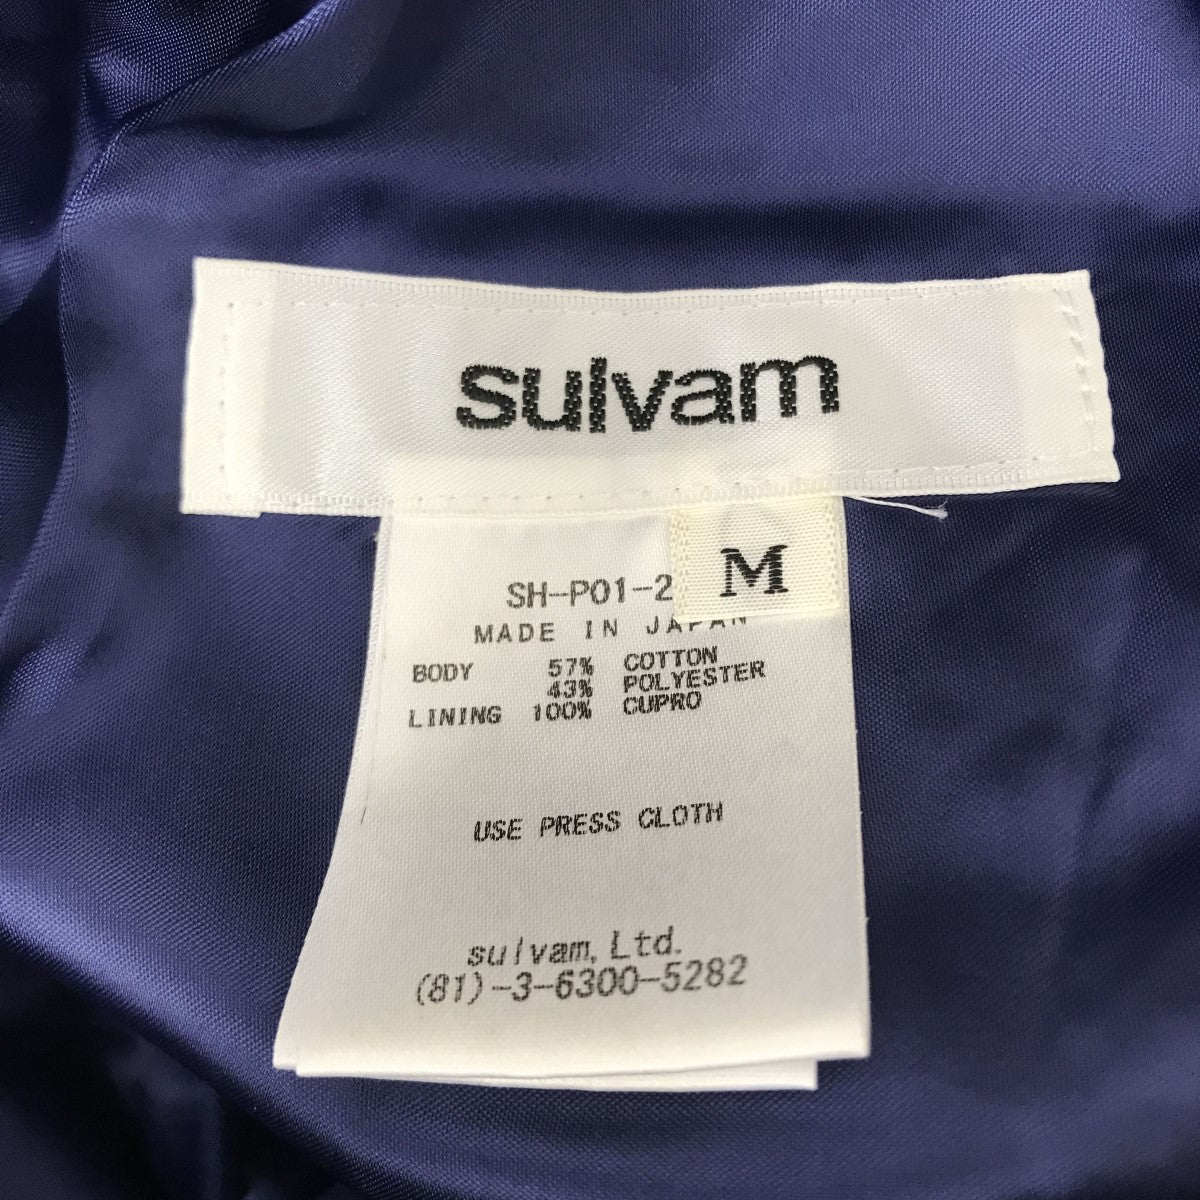 sulvam
M
SH-P01-2
MADE IN JAPAN
BODY 57% COTTON
43% POLYESTER
LINING 100% CUPRO
USE PRESS CLOTH
sulvam, Ltd.
(81)-3-6300-5282